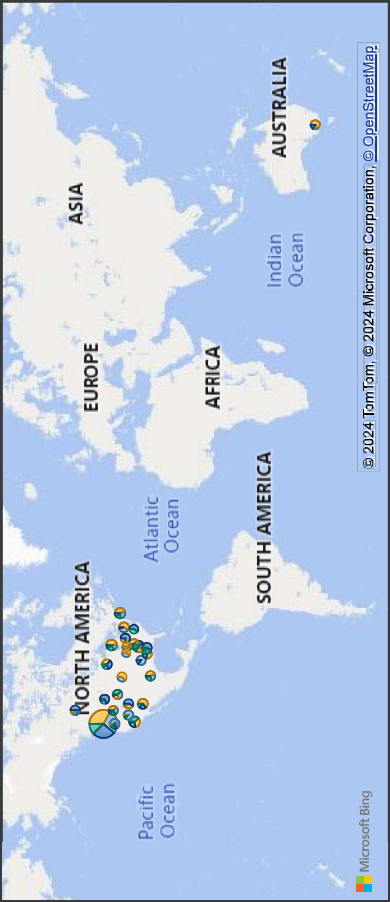 NORTH AMERICA
EUROPE
ASIA
Atlantic
Ocean
AFRICA
Pacific
Ocean
SOUTH AMERICA
Indian
Ocean
AUSTRALIA
Microsoft Bing
© 2024 TomTom, © 2024 Microsoft Corporation, © OpenStreetMap